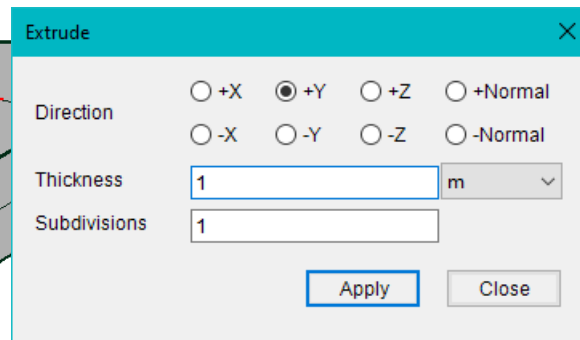 Extrude
Direction
+X +Y +Z +Normal
-X -Y -Z -Normal
Thickness 1 m
Subdivisions 1
Apply Close